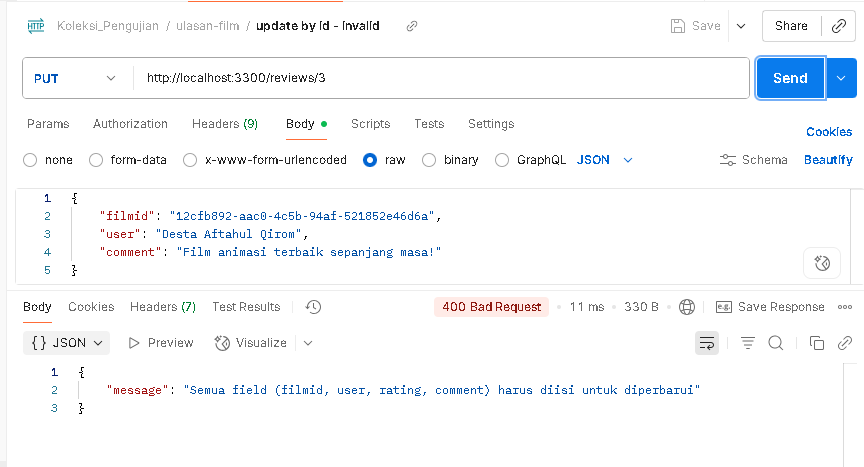 HTTP Koleksi_Pengujian / ulasan-film / update by id - invalid Save Share
PUT http://localhost:3300/reviews/3 Send
Params Authorization Headers (9) Body Scripts Tests Settings Cookies
none form-data x-www-form-urlencoded raw binary GraphQL JSON Schema Beautify
1 {
2 "filmid": "12cfb892-aac0-4c5b-94af-521852e46d6a",
3 "user": "Desta Aftahul Qirom",
4 "comment": "Film animasi terbaik sepanjang masa!"
5 }
Body Cookies Headers (7) Test Results 400 Bad Request • 11 ms • 330 B • e.g. Save Response
{} JSON Preview Visualize
1 {
2 "message": "Semua field (filmid, user, rating, comment) harus diisi untuk diperbarui"
3 }